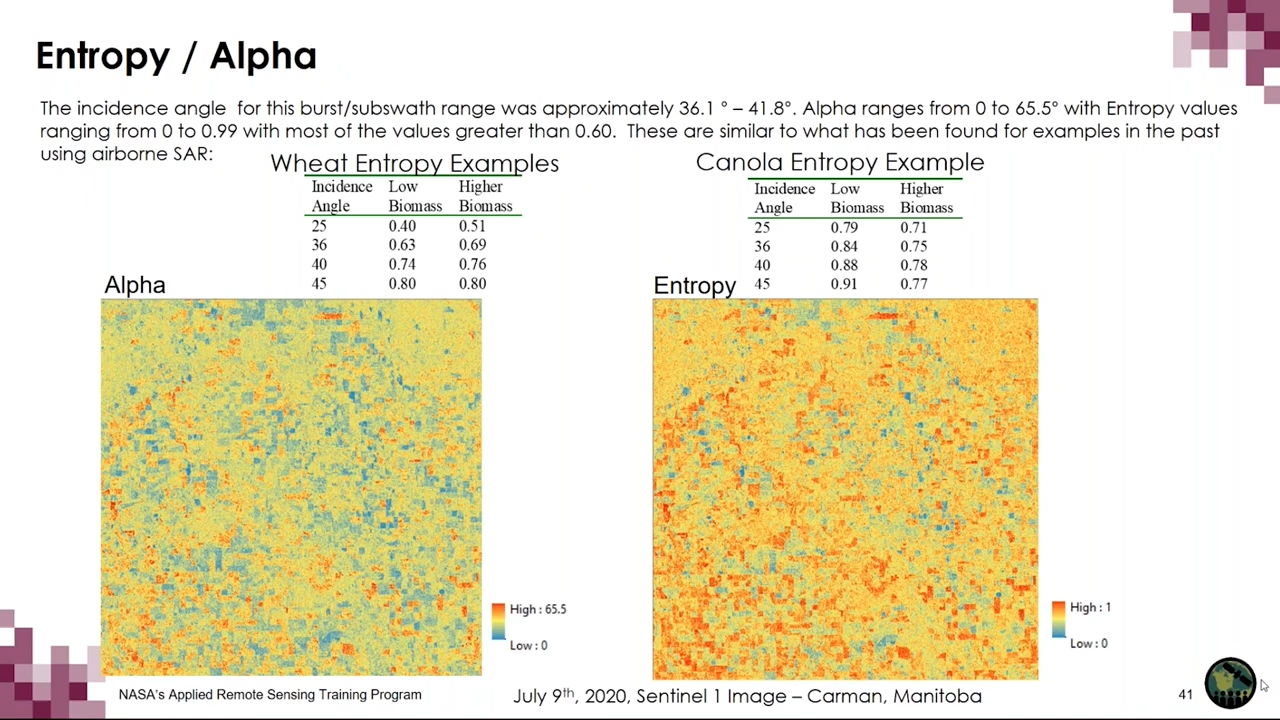 Entropy / Alpha
The incidence angle for this burst/subswath range was approximately 36.1 ° – 41.8°. Alpha ranges from 0 to 65.5° with Entropy values
ranging from 0 to 0.99 with most of the values greater than 0.60. These are similar to what has been found for examples in the past
using airborne SAR:
Wheat Entropy Examples
Incidence Low Higher
Angle Biomass Biomass
25 0.40 0.51
36 0.63 0.69
40 0.74 0.76
45 0.80 0.80
Canola Entropy Example
Incidence Low Higher
Angle Biomass Biomass
25 0.79 0.71
36 0.84 0.75
40 0.88 0.78
45 0.91 0.77
Alpha
High : 65.5
Low : 0
Entropy
High : 1
Low : 0
NASA's Applied Remote Sensing Training Program
July 9th, 2020, Sentinel 1 Image – Carman, Manitoba
41